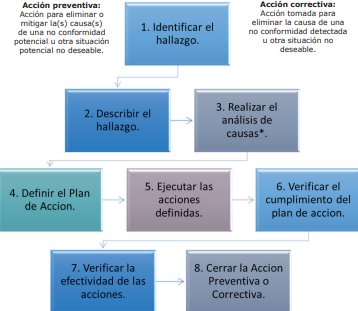 Acción preventiva:
Acción para eliminar o
mitigar la(s) causa(s)
de una no conformidad
potencial u otra situación
potencial no deseable.
Acción correctiva:
Acción tomada para
eliminar la causa de una
no conformidad detectada
u otra situación no
deseable.
1. Identificar el
hallazgo.
2. Describir el
hallazgo.
3. Realizar el
análisis de
causas*.
4. Definir el Plan
de Accion.
5. Ejecutar las
acciones
definidas.
6. Verificar el
cumplimiento del
plan de accion.
7. Verificar la
efectividad de las
acciones.
8. Cerrar la Accion
Preventiva o
Correctiva.